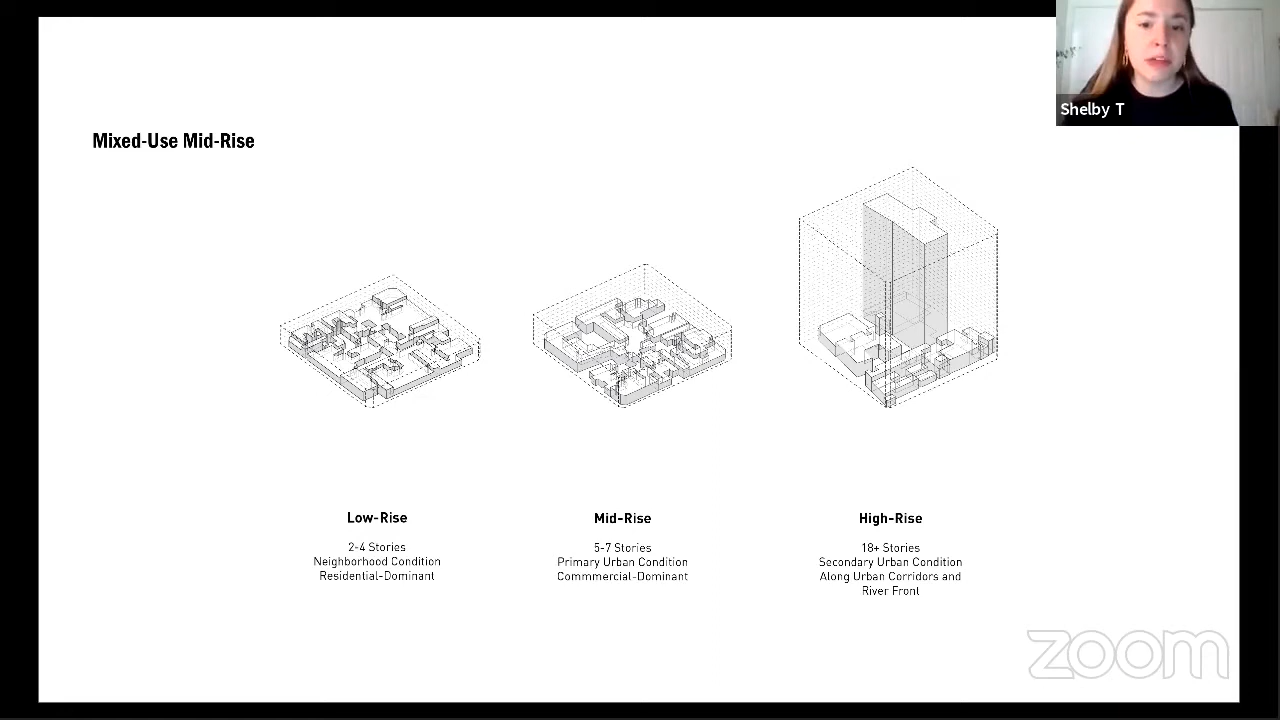 Shelby T
Mixed-Use Mid-Rise
Low-Rise
2-4 Stories
Neighborhood Condition
Residential-Dominant
Mid-Rise
5-7 Stories
Primary Urban Condition
Commmercial-Dominant
High-Rise
18+ Stories
Secondary Urban Condition
Along Urban Corridors and
River Front
zoom